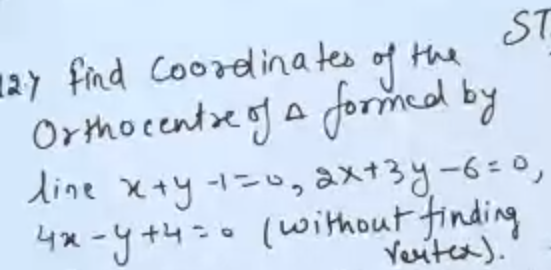 ST
12.) find Coordinates of the
Orthocentre of Δ formed by
line x+y-1=0, 2x+3y-6=0,
4x-y+4=0 (without finding
vertex).